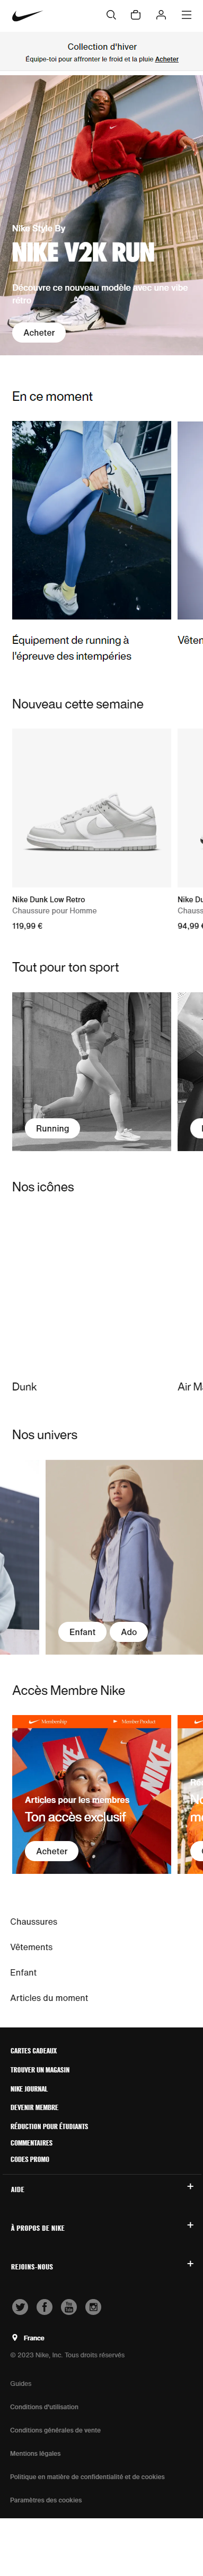 Collection d'hiver
Équipe-toi pour affronter le froid et la pluie Acheter
Nike Style By
NIKE V2K RUN
Découvre ce nouveau modèle avec une vibe
rétro
Acheter
En ce moment
Équipement de running à
l'épreuve des intempéries
Nouveau cette semaine
Nike Dunk Low Retro
Chaussure pour Homme
119,99 €
94,99 €
Tout pour ton sport
Running
Nos icônes
Dunk
Nos univers
Enfant
Ado
Accès Membre Nike
Membership
Member Product
NIKE
Articles pour les membres
Ton accès exclusif
Acheter
Chaussures
Vêtements
Enfant
Articles du moment
CARTES CADEAUX
TROUVER UN MAGASIN
NIKE JOURNAL
DEVENIR MEMBRE
RÉDUCTION POUR ÉTUDIANTS
COMMENTAIRES
CODES PROMO
AIDE
À PROPOS DE NIKE
REJOINS-NOUS
France
© 2023 Nike, Inc. Tous droits réservés
Guides
Conditions d'utilisation
Conditions générales de vente
Mentions légales
Politique en matière de confidentialité et de cookies
Paramètres des cookies